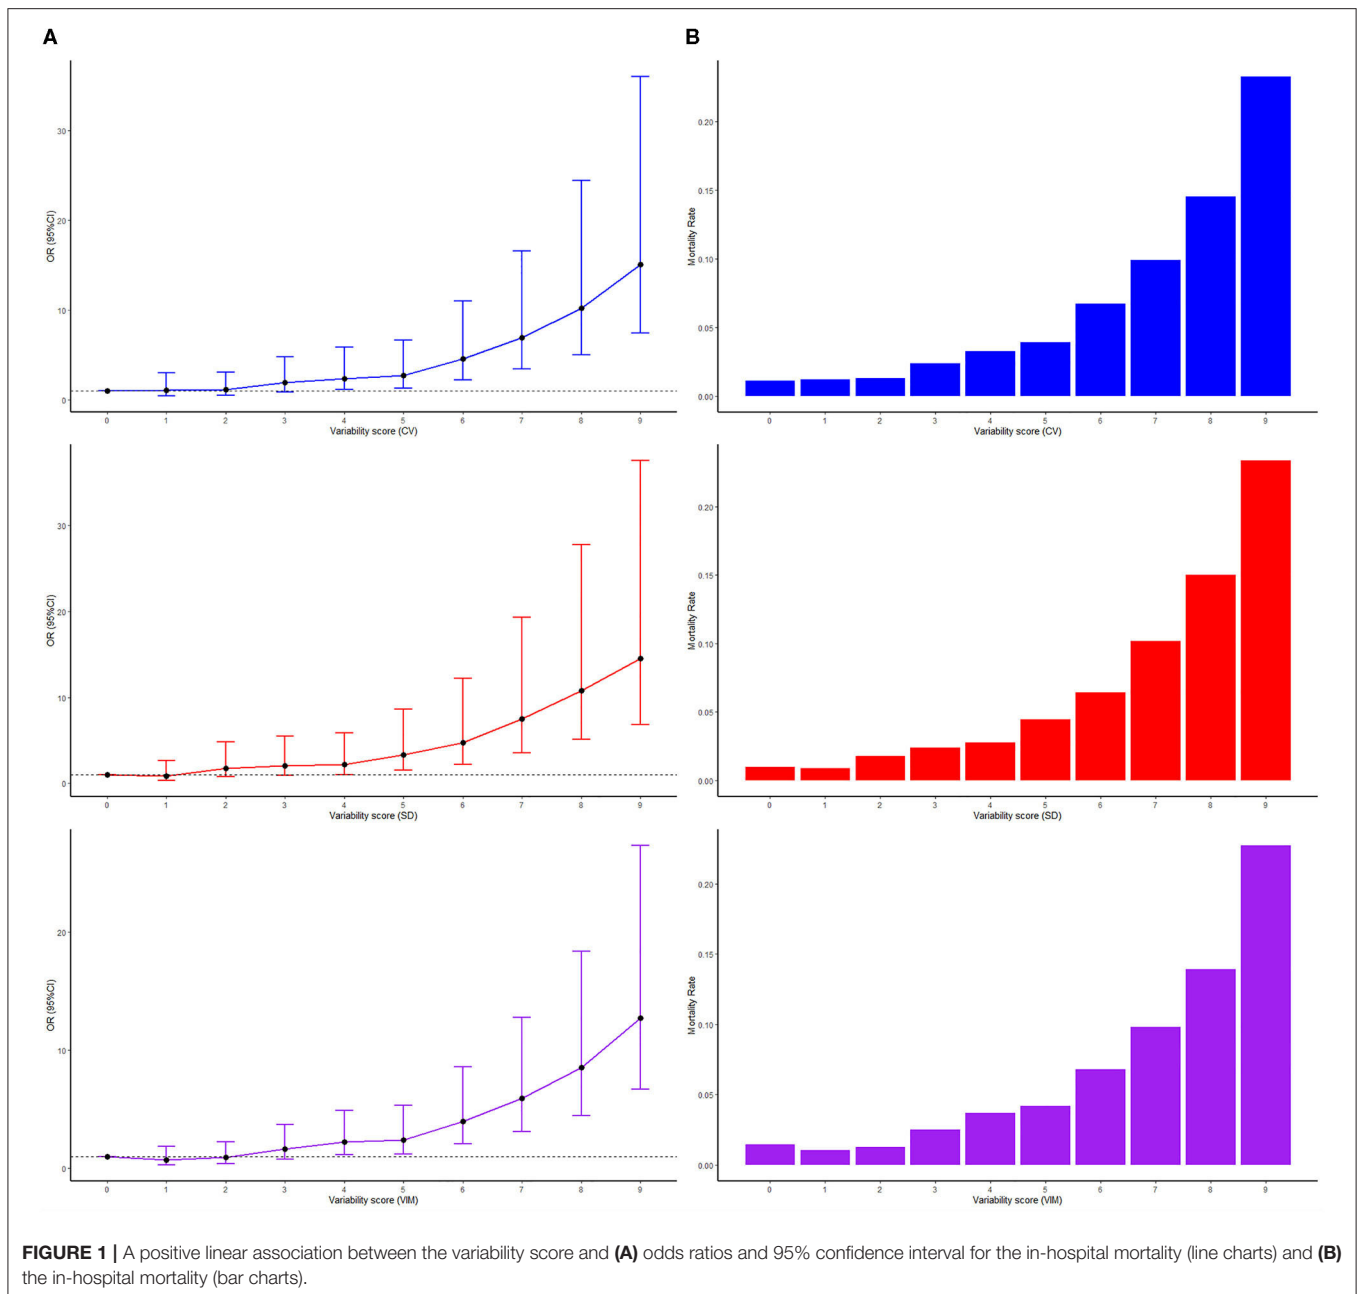 A
B
30
20
10
0
OR (95%CI)
0 1 2 3 4 5 6 7 8 9
Variability score (CV)
0.20
0.15
0.10
0.05
0.00
Mortality Rate
0 1 2 3 4 5 6 7 8 9
Variability score (CV)
30
20
10
0
OR (95%CI)
0 1 2 3 4 5 6 7 8 9
Variability score (SD)
0.20
0.15
0.10
0.05
0.00
Mortality Rate
0 1 2 3 4 5 6 7 8 9
Variability score (SD)
20
10
0
OR (95%CI)
0 1 2 3 4 5 6 7 8 9
Variability score (VIM)
0.20
0.15
0.10
0.05
0.00
Mortality Rate
0 1 2 3 4 5 6 7 8 9
Variability score (VIM)
FIGURE 1 | A positive linear association between the variability score and (A) odds ratios and 95% confidence interval for the in-hospital mortality (line charts) and (B)
the in-hospital mortality (bar charts).